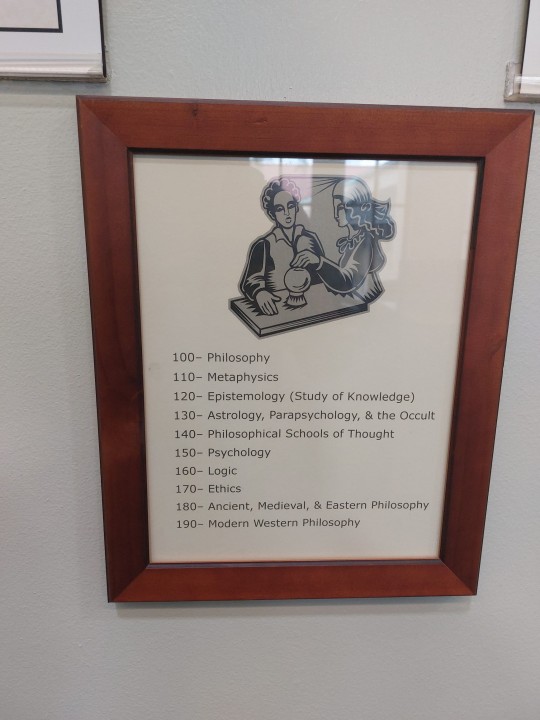 100– Philosophy
110– Metaphysics
120– Epistemology (Study of Knowledge)
130– Astrology, Parapsychology, & the Occult
140– Philosophical Schools of Thought
150– Psychology
160– Logic
170– Ethics
180– Ancient, Medieval, & Eastern Philosophy
190– Modern Western Philosophy